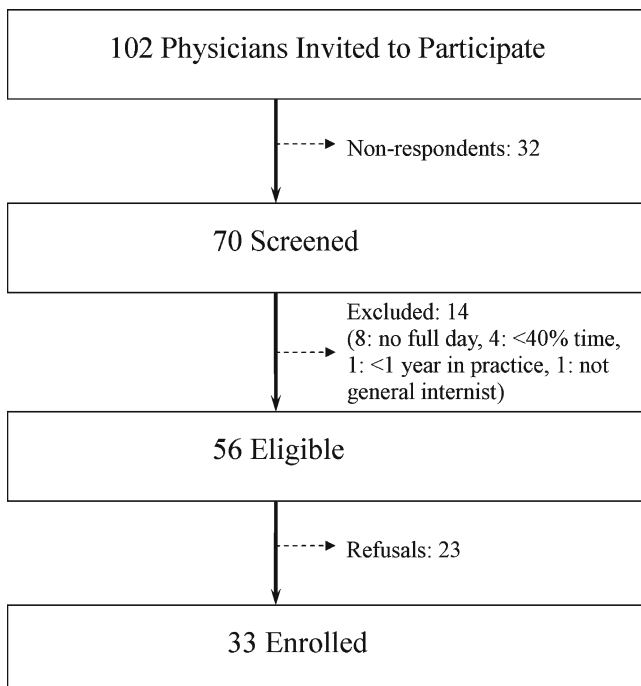 102 Physicians Invited to Participate
Non-respondents: 32
70 Screened
Excluded: 14
(8: no full day, 4: <40% time,
1: <1 year in practice, 1: not
general internist)
56 Eligible
Refusals: 23
33 Enrolled